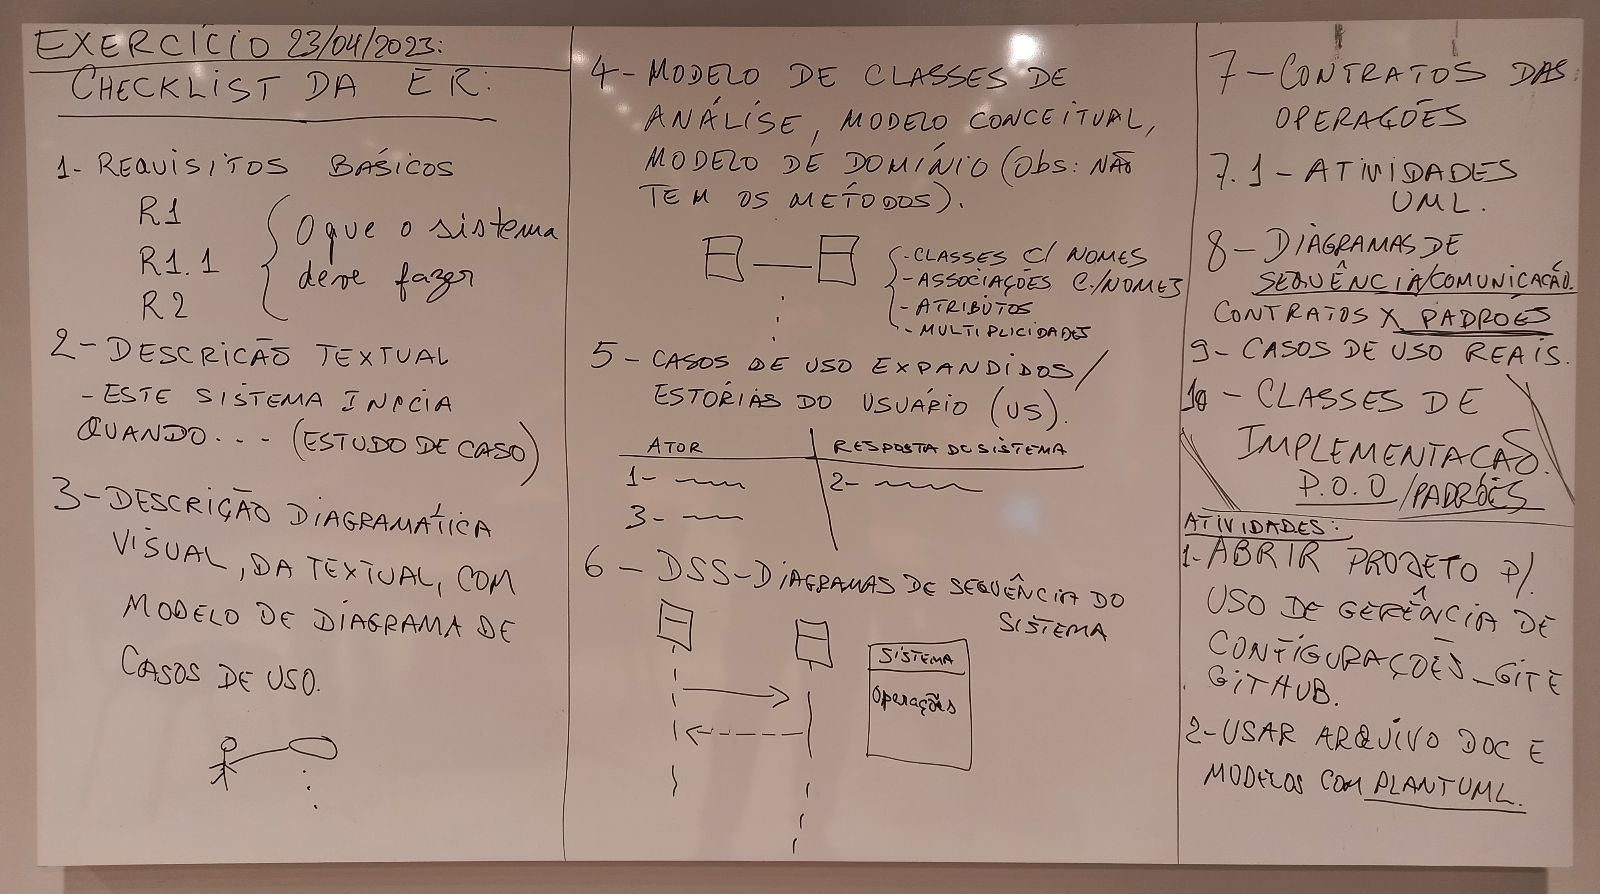 EXERCÍCIO 23/04/2023:
CHECKLIST DA ER:
1- REQUISITOS BÁSICOS
R1
R1.1
R2
O que o sistema
deve fazer
2- DESCRICÃO TEXTUAL
- ESTE SISTEMA INICIA
QUANDO... (ESTUDO DE CASO)
3- DESCRIÇÃO DIAGRAMÁTICA
VISUAL, DA TEXTUAL, COM
MODELO DE DIAGRAMA DE
CASOS DE USO.
4- MODELO DE CLASSES DE
ANÁLISE, MODELO CONCEITUAL,
MODELO DE DOMÍNIO (Obs: NÃO
TEM OS METÓDOS).
- CLASSES C/ NOMES
- ASSOCIAÇÕES C/NOMES
- ATRIBUTOS
- MULTIPLICIDADES
5- CASOS DE USO EXPANDIDOS/
ESTÓRIAS DO USUÁRIO (US).
ATOR
RESPOSTA DO SISTEMA
1-
2-
3-
6- DSS-DIAGRAMAS DE SEQUÊNCIA DO
SISTEMA
SISTEMA
Operações
7- CONTRATOS DAS
OPERAÇÕES
7.1- ATIVIDADES
UML.
8- DIAGRAMAS DE
SEQUÊNCIA/COMUNICAÇÃO.
CONTRATOS X PADRÕES
9- CASOS DE USO REAIS.
10- CLASSES DE
IMPLEMENTAÇÃO.
P.O.O/PADRÕES
ATIVIDADES:
1- ABRIR PROJETO P/.
USO DE GERÊNCIA DE
CONFIGURAÇÕES_GIT E
GITHUB.
2- USAR ARQUIVO DOC E
MODELOS COM PLANTUML.